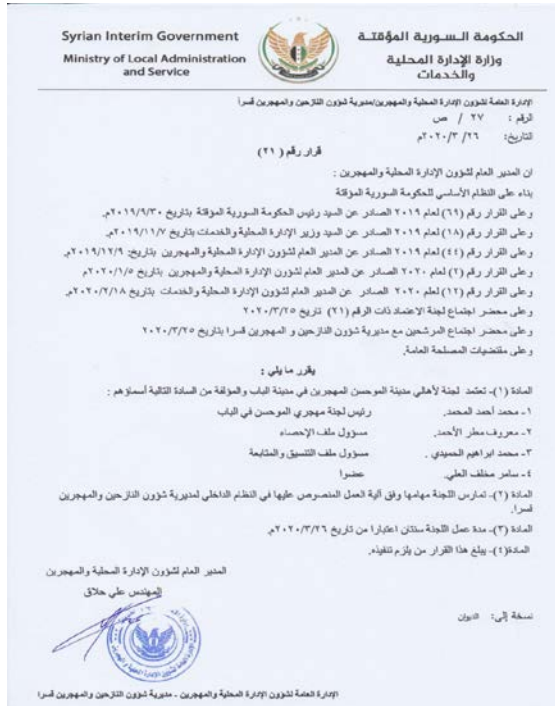 Syrian Interim Government
Ministry of Local Administration
and Service
الحكومة السورية المؤقتة
وزارة الإدارة المحلية
والخدمات
الإدارة العامة لشؤون الإدارة المحلية والمهجرين/مديرية شؤون النازحين والمهجرين قسرا
الرقم : ٢٧ / ص
التاريخ: ٢٦/ ٢٠٢٠/٣م
قرار رقم (٢١)
ان المدير العام لشؤون الإدارة المحلية والمهجرين :
بناء على النظام الأساسي للحكومة السورية المؤقتة
وعلى القرار رقم (٦٩) لعام ٢٠١٩ الصادر عن السيد رئيس الحكومة السورية المؤقتة بتاريخ ٢٠١٩/٩/٣٠م.
وعلى القرار رقم (١٨) لعام ٢٠١٩ الصادر عن السيد وزير الإدارة المحلية والخدمات بتاريخ ٢٠١٩/١١/٧م.
وعلى القرار رقم (٤٤) لعام ٢٠١٩ الصادر عن المدير العام لشؤون الإدارة المحلية والمهجرين بتاريخ: ٢٠١٩/١٢/٩م.
وعلى القرار رقم (٢) لعام ٢٠٢٠ الصادر عن المدير العام لشؤون الإدارة المحلية والمهجرين بتاريخ ٢٠٢٠/١/٥م
وعلى القرار رقم (١٢) لعام ٢٠٢٠ الصادر عن المدير العام لشؤون الإدارة المحلية والخدمات بتاريخ ٢٠٢٠/٢/١٨م.
وعلى محضر اجتماع لجنة الاعتماد ذات الرقم (٢١) تاريخ ٢٠٢٠/٣/٢٥
وعلى محضر اجتماع المرشحين مع مديرية شؤون النازحين و المهجرين قسرا بتاريخ ٢٠٢٠/٣/٢٥
وعلى مقتضيات المصلحة العامة.
يقرر ما يلي :
المادة (١)- تعتمد لجنة لأهالي مدينة الموحسن المهجرين في مدينة الباب والمؤلفة من السادة التالية أسماؤهم :
١- محمد أحمد المحمد. رئيس لجنة مهجري الموحسن في الباب
٢- معروف مطر الأحمد. مسؤول ملف الإحصاء
٣- محمد ابراهيم الحميدي . مسؤول ملف التنسيق والمتابعة
٤- سامر مخلف العلي. عضوا
المادة (٢)- تمارس اللجنة مهامها وفق آلية العمل المنصوص عليها في النظام الداخلي لمديرية شؤون النازحين والمهجرين
قسرا.
المادة (٣)- مدة عمل اللجنة سنتان اعتبارا من تاريخ ٢٠٢٠/٣/٢٦م.
المادة(٤)- يبلغ هذا القرار من يلزم تنفيذه.
المدير العام لشؤون الإدارة المحلية والمهجرين
المهندس علي حلاق
نسخة إلى: الديوان
الإدارة العامة لشؤون الإدارة المحلية والمهجرين - مديرية شؤون النازحين والمهجرين قسرا